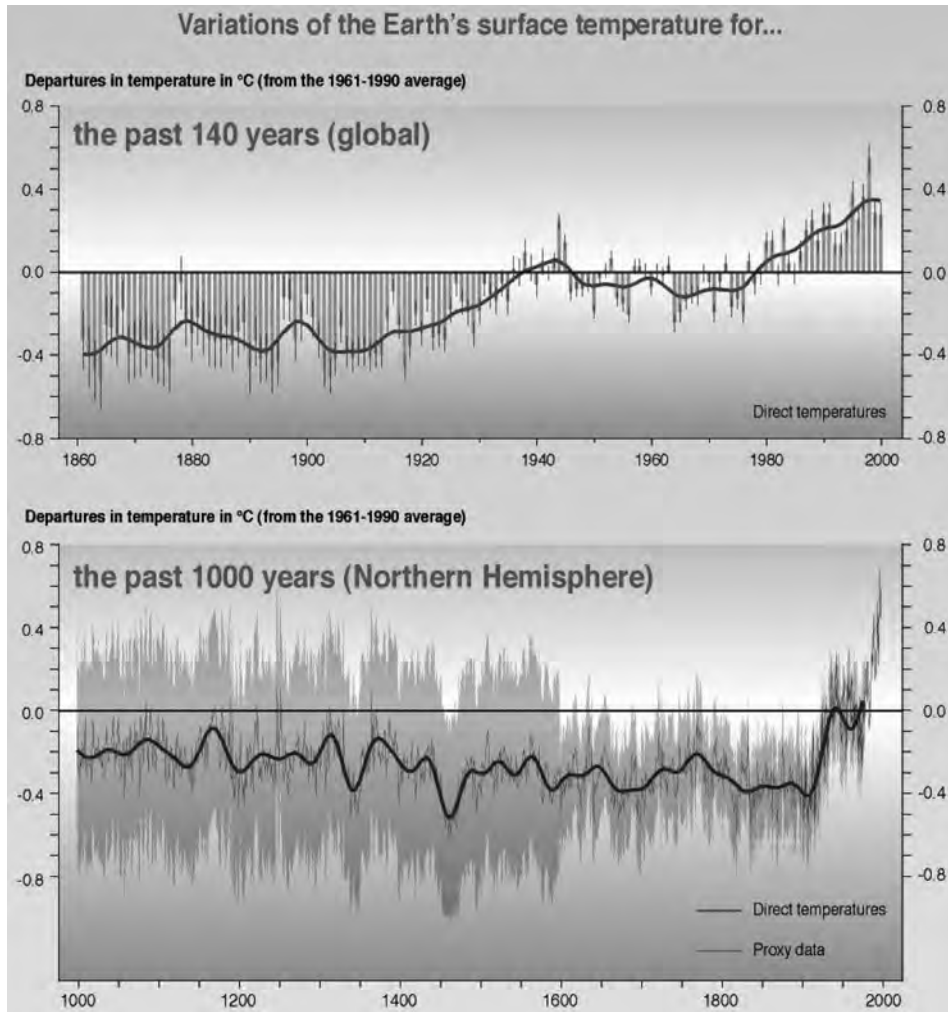 Variations of the Earth's surface temperature for...
Departures in temperature in °C (from the 1961-1990 average)
the past 140 years (global)
0.8 0.8
0.4 0.4
0.0 0.0
-0.4 -0.4
-0.8 -0.8
Direct temperatures
1860 1880 1900 1920 1940 1960 1980 2000
Departures in temperature in °C (from the 1961-1990 average)
the past 1000 years (Northern Hemisphere)
0.8 0.8
0.4 0.4
0.0 0.0
-0.4 -0.4
-0.8 -0.8
Direct temperatures
Proxy data
1000 1200 1400 1600 1800 2000